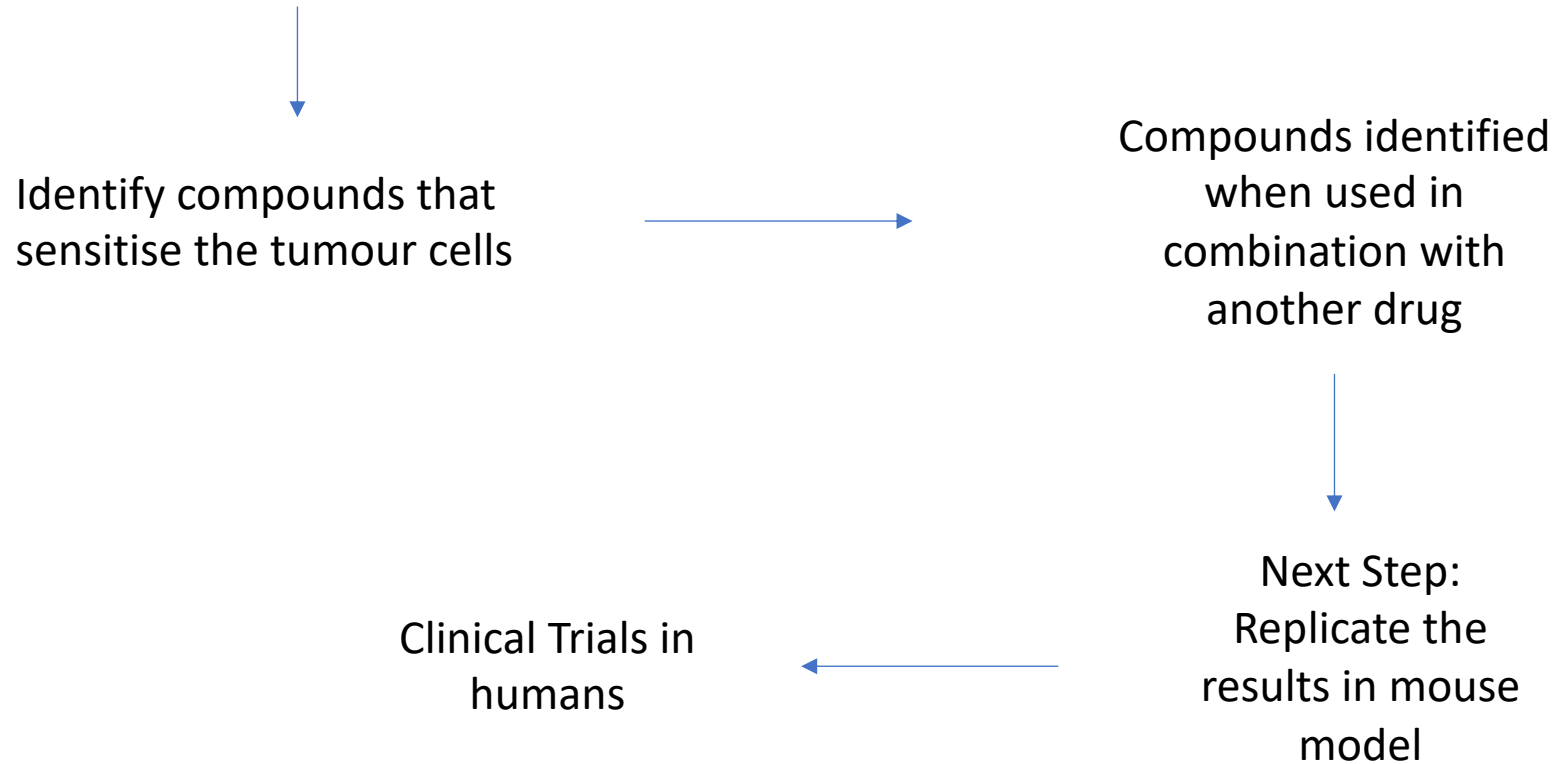 Identify compounds that
sensitise the tumour cells
Compounds identified
when used in
combination with
another drug
Next Step:
Replicate the
results in mouse
model
Clinical Trials in
humans